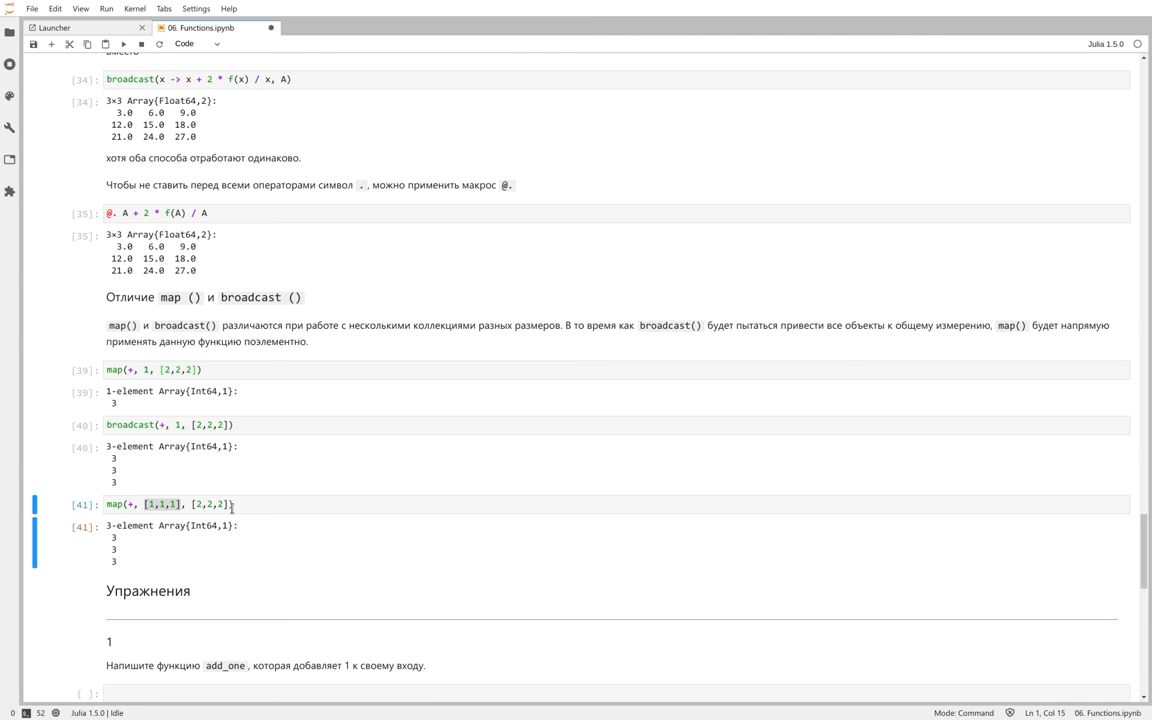 File Edit View Run Kernel Tabs Settings Help
Launcher 06. Functions.ipynb
Code Julia 1.5.0
вместо
[34]: broadcast(x -> x + 2 * f(x) / x, A)
[34]: 3×3 Array{Float64,2}:
3.0 6.0 9.0
12.0 15.0 18.0
21.0 24.0 27.0
хотя оба способа отработают одинаково.
Чтобы не ставить перед всеми операторами символ ., можно применить макрос @.
[35]: @. A + 2 * f(A) / A
[35]: 3×3 Array{Float64,2}:
3.0 6.0 9.0
12.0 15.0 18.0
21.0 24.0 27.0
Отличие map () и broadcast ()
map() и broadcast() различаются при работе с несколькими коллекциями разных размеров. В то время как broadcast() будет пытаться привести все объекты к общему измерению, map() будет напрямую
применять данную функцию поэлементно.
[39]: map(+, 1, [2,2,2])
[39]: 1-element Array{Int64,1}:
3
[40]: broadcast(+, 1, [2,2,2])
[40]: 3-element Array{Int64,1}:
3
3
3
[41]: map(+, [1,1,1], [2,2,2])
[41]: 3-element Array{Int64,1}:
3
3
3
Упражнения
1
Напишите функцию add_one, которая добавляет 1 к своему входу.
[ ]:
0 52 Julia 1.5.0 | Idle Mode: Command Ln 1, Col 15 06. Functions.ipynb